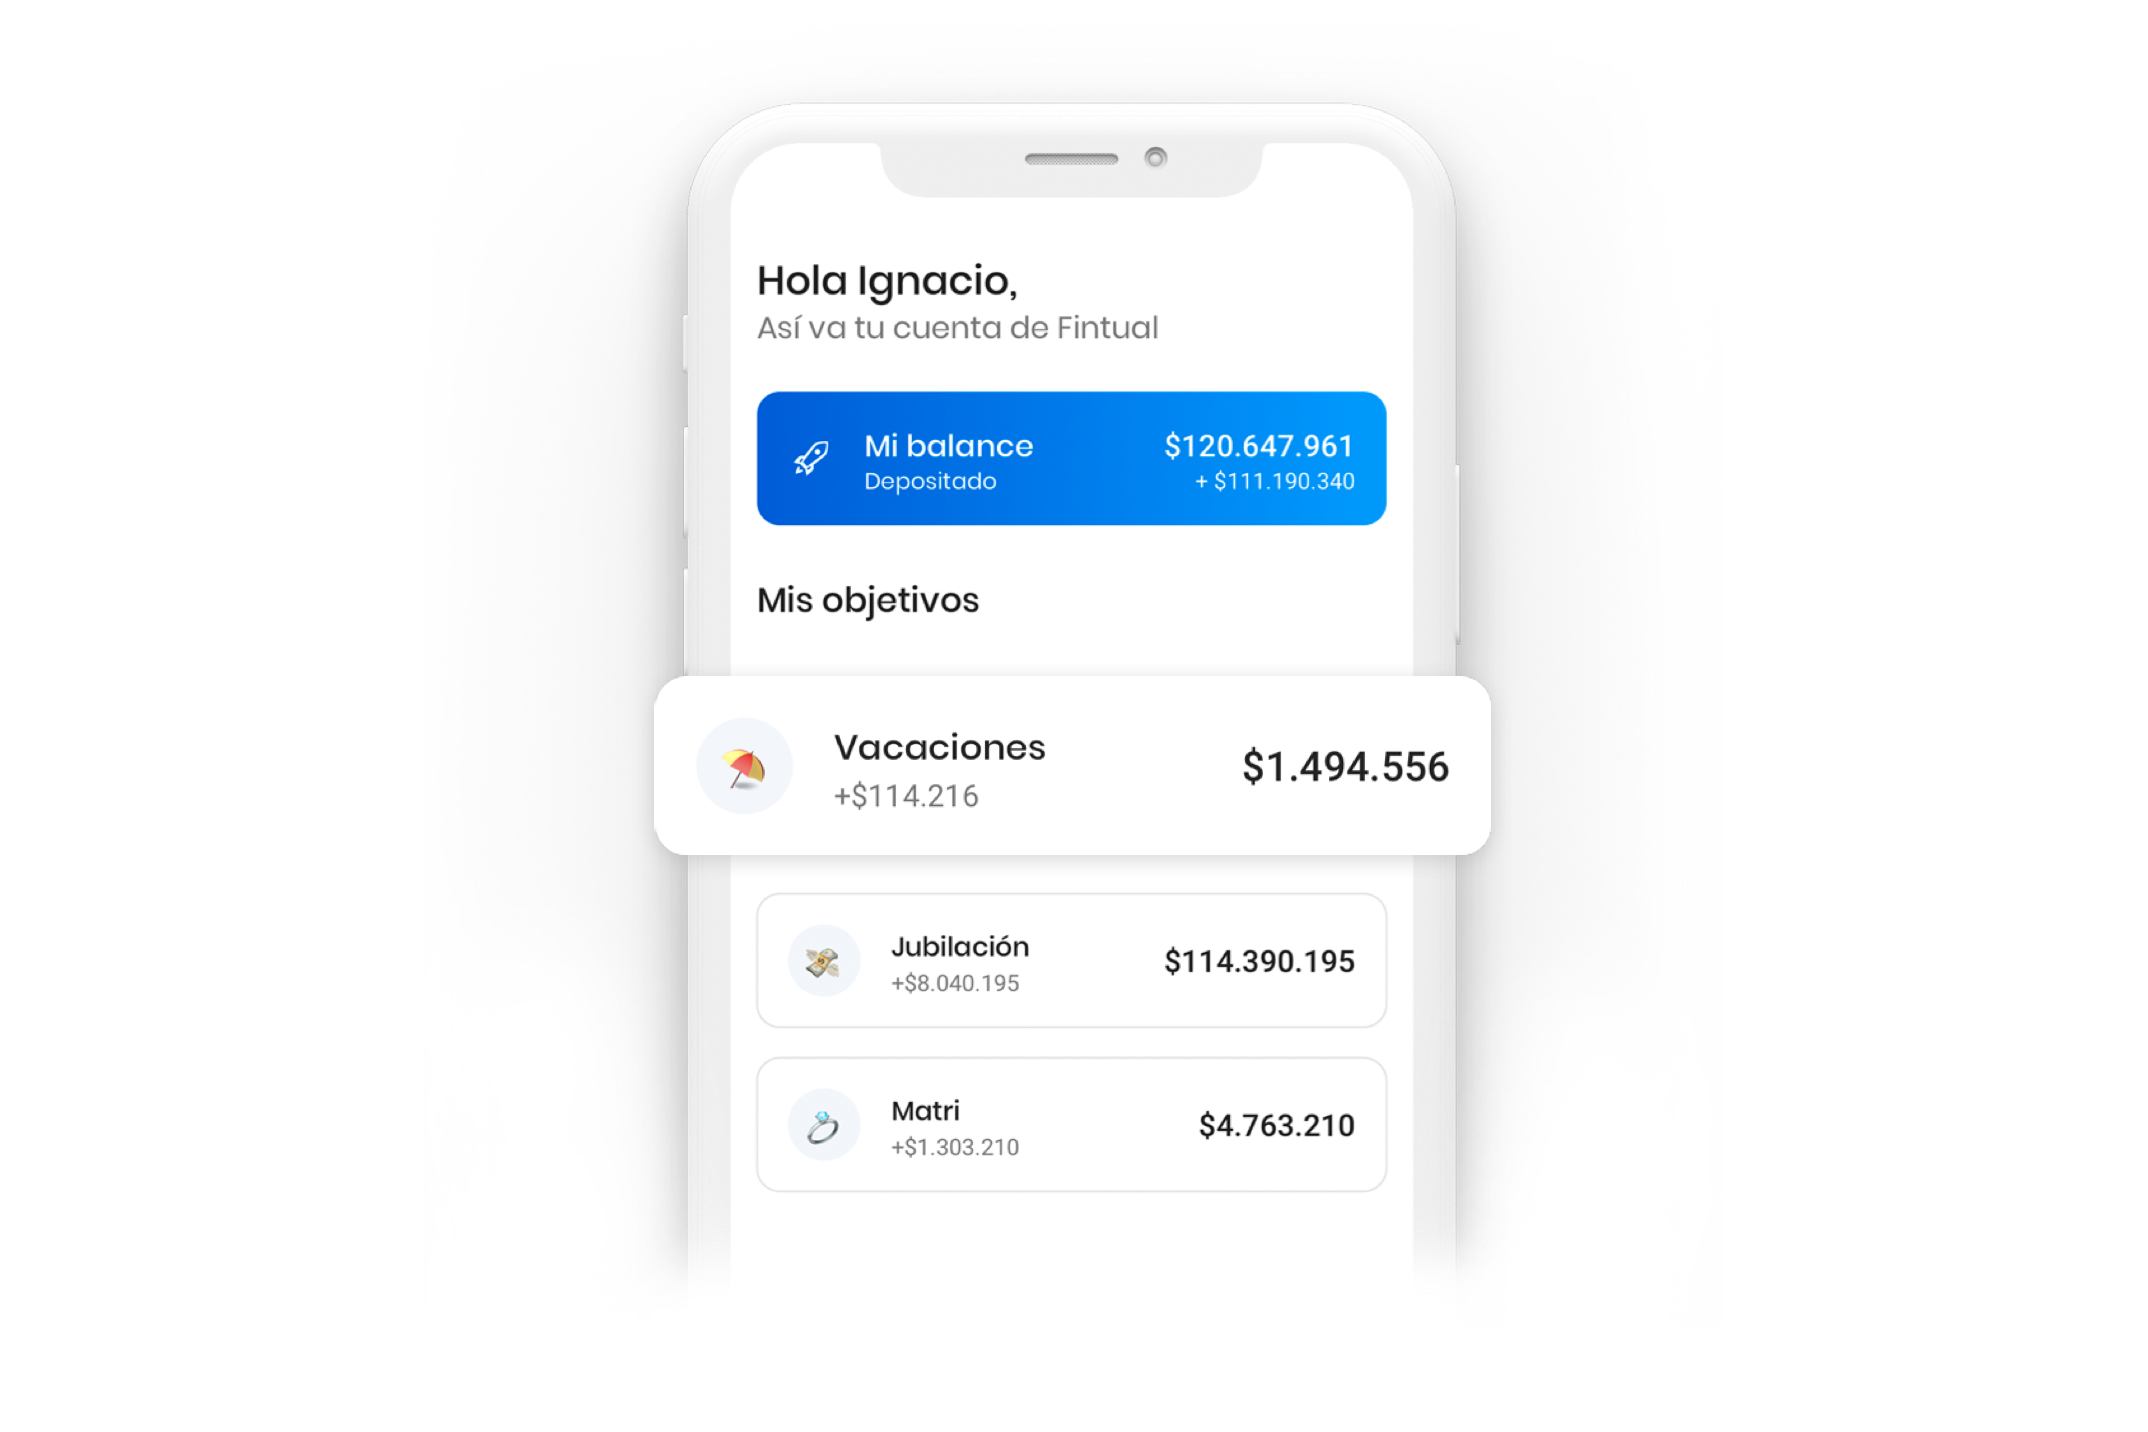 Hola Ignacio,
Así va tu cuenta de Fintual
Mi balance $120.647.961
Depositado + $111.190.340
Mis objetivos
Vacaciones
+$114.216
$1.494.556
Jubilación
+$8.040.195
$114.390.195
Matri
+$1.303.210
$4.763.210